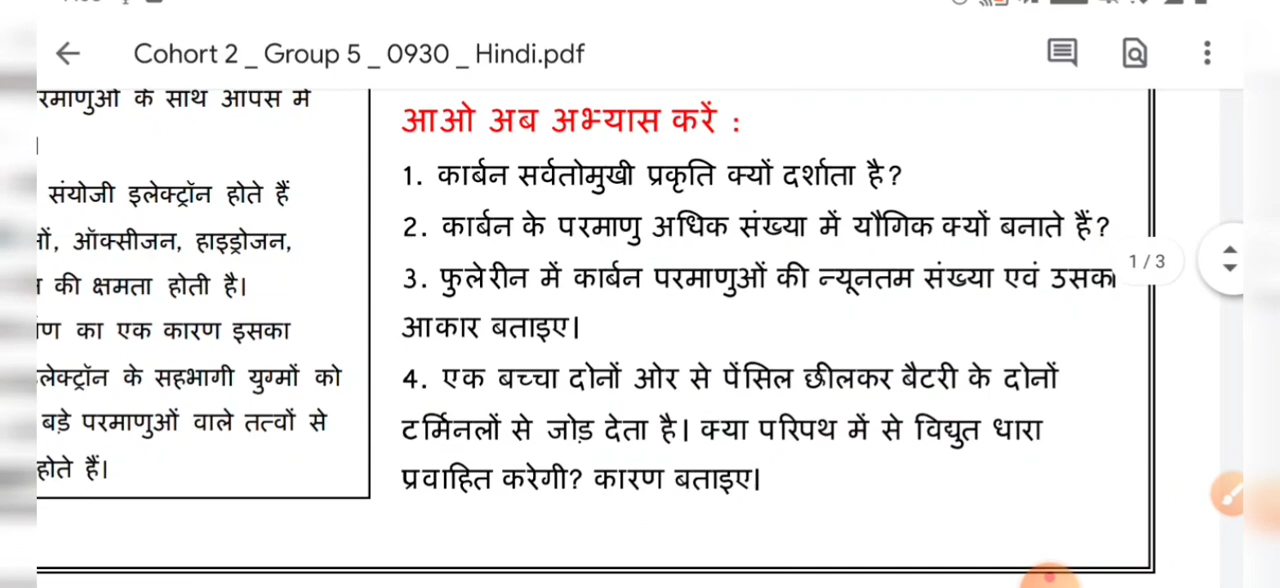 Cohort 2 _ Group 5 _ 0930 _ Hindi.pdf
रमाणुओं के साथ आपस में
।
संयोजी इलेक्ट्रॉन होते हैं
ऑक्सीजन, हाइड्रोजन,
की क्षमता होती है।
का एक कारण इसका
लेक्ट्रॉन के सहभागी युग्मों को
बड़े परमाणुओं वाले तत्वों से
होते हैं।
आओ अब अभ्यास करें :
1. कार्बन सर्वतोमुखी प्रकृति क्यों दर्शाता है?
2. कार्बन के परमाणु अधिक संख्या में यौगिक क्यों बनाते हैं?
3. फुलेरीन में कार्बन परमाणुओं की न्यूनतम संख्या एवं उसका
आकार बताइए।
4. एक बच्चा दोनों ओर से पेंसिल छीलकर बैटरी के दोनों
टर्मिनलों से जोड़ देता है। क्या परिपथ में से विद्युत धारा
प्रवाहित करेगी? कारण बताइए।
1 / 3